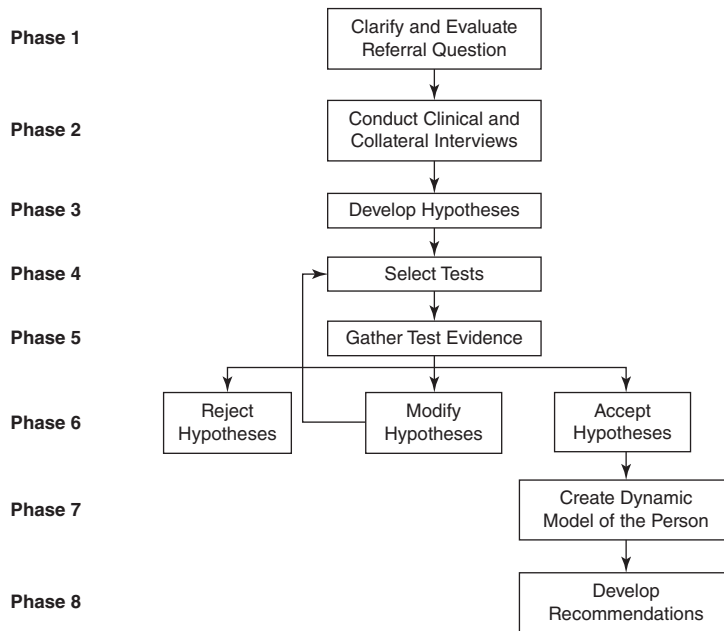 Phase 1
Clarify and Evaluate
Referral Question
Phase 2
Conduct Clinical and
Collateral Interviews
Phase 3
Develop Hypotheses
Phase 4
Select Tests
Phase 5
Gather Test Evidence
Phase 6
Reject
Hypotheses
Modify
Hypotheses
Accept
Hypotheses
Phase 7
Create Dynamic
Model of the Person
Phase 8
Develop
Recommendations